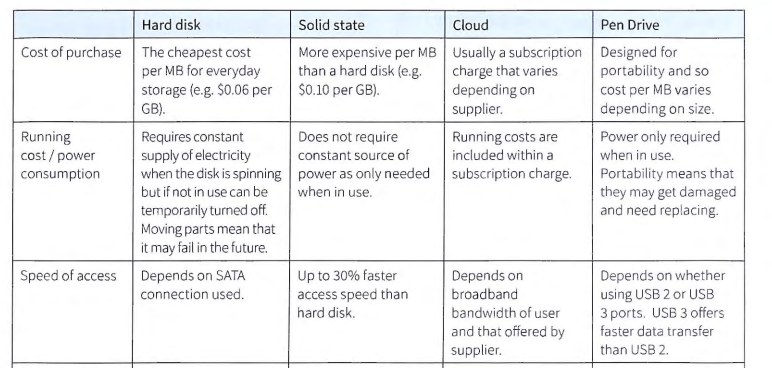 Hard disk
Solid state
Cloud
Pen Drive
Cost of purchase
The cheapest cost
per MB for everyday
storage (e.g. $0.06 per
GB).
More expensive per MB
than a hard disk (e.g.
$0.10 per GB).
Usually a subscription
charge that varies
depending on
supplier.
Designed for
portability and so
cost per MB varies
depending on size.
Running
cost / power
consumption
Requires constant
supply of electricity
when the disk is spinning
but if not in use can be
temporarily turned off.
Moving parts mean that
it may fail in the future.
Does not require
constant source of
power as only needed
when in use.
Running costs are
included within a
subscription charge.
Power only required
when in use.
Portability means that
they may get damaged
and need replacing.
Speed of access
Depends on SATA
connection used.
Up to 30% faster
access speed than
hard disk.
Depends on
broadband
bandwidth of user
and that offered by
supplier.
Depends on whether
using USB 2 or USB
3 ports. USB 3 offers
faster data transfer
than USB 2.